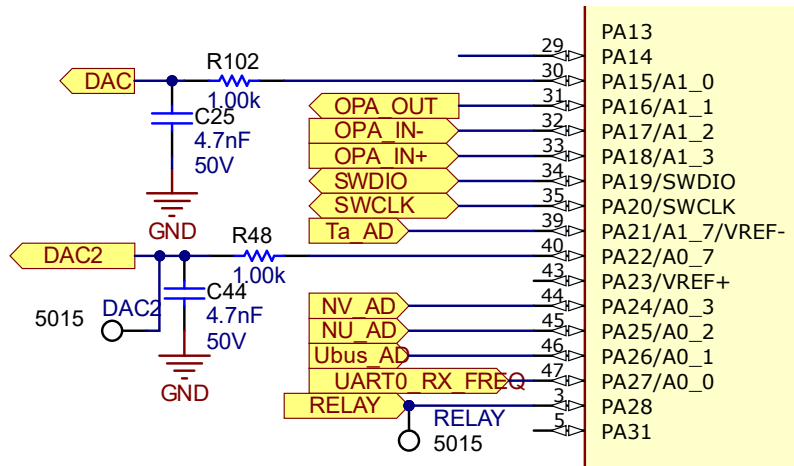 PA13
29
PA14
R102
DAC
30
PA15/A1_0
1.00k
C25
4.7nF
50V
GND
OPA_OUT
31
PA16/A1_1
OPA_IN-
32
PA17/A1_2
OPA_IN+
33
PA18/A1_3
SWDIO
34
PA19/SWDIO
SWCLK
35
PA20/SWCLK
Ta_AD
39
PA21/A1_7/VREF-
R48
DAC2
40
PA22/A0_7
1.00k
C44
4.7nF
50V
GND
DAC2
5015
43
PA23/VREF+
NV_AD
44
PA24/A0_3
NU_AD
45
PA25/A0_2
Ubus_AD
46
PA26/A0_1
UART0_RX_FREQ
47
PA27/A0_0
RELAY
3
PA28
RELAY
5015
5
PA31